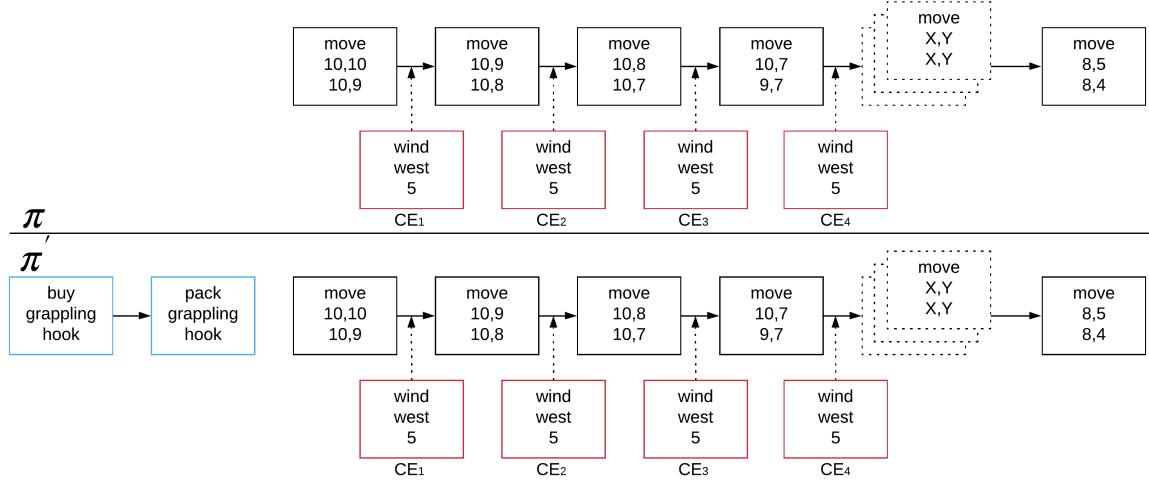 move
10,10
10,9
move
10,9
10,8
move
10,8
10,7
move
10,7
9,7
move
X,Y
X,Y
move
8,5
8,4
wind
west
5
CE1
wind
west
5
CE2
wind
west
5
CE3
wind
west
5
CE4
π
π′
buy
grappling
hook
pack
grappling
hook
move
10,10
10,9
move
10,9
10,8
move
10,8
10,7
move
10,7
9,7
move
X,Y
X,Y
move
8,5
8,4
wind
west
5
CE1
wind
west
5
CE2
wind
west
5
CE3
wind
west
5
CE4